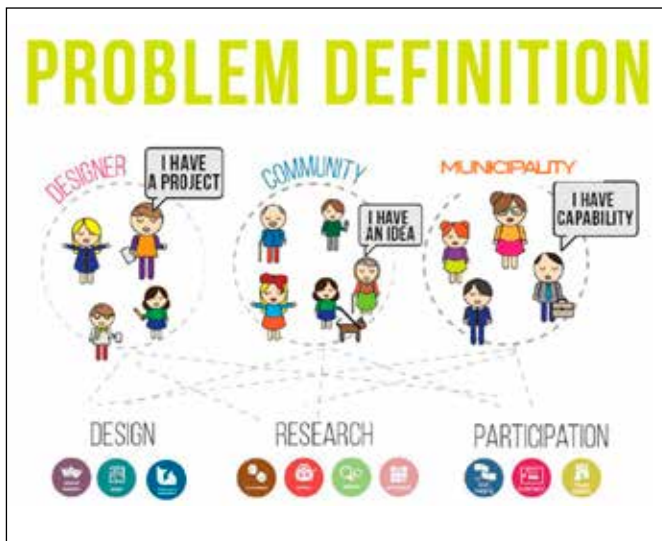 PROBLEM DEFINITION
DESIGNER
I HAVE
A PROJECT
COMMUNITY
I HAVE
AN IDEA
MUNICIPALITY
I HAVE
CAPABILITY
DESIGN
RESEARCH
PARTICIPATION